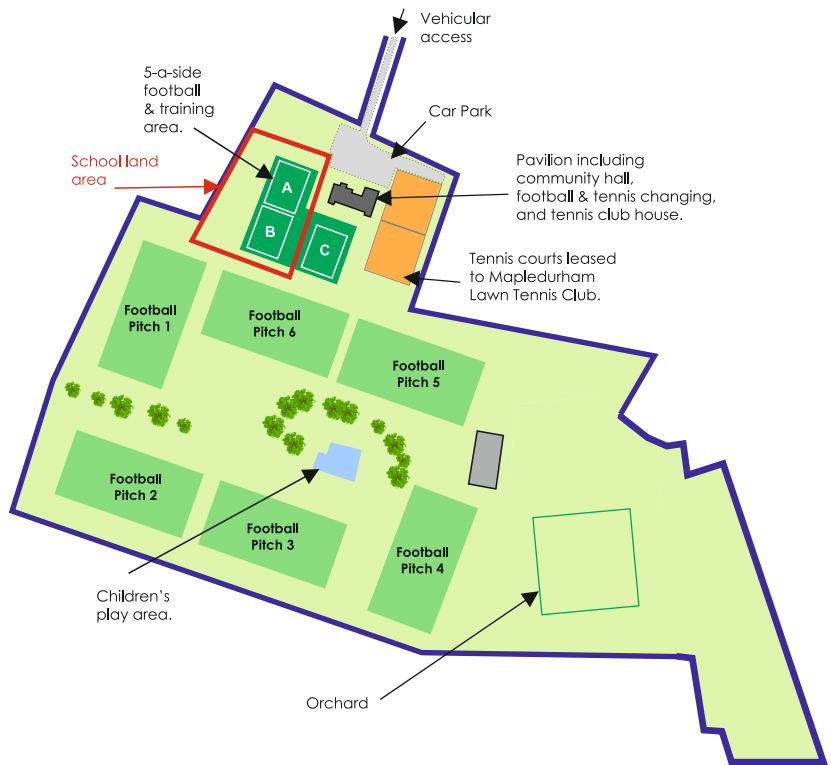 Vehicular
access
5-a-side
football
& training
area.
Car Park
School land
area
Pavilion including
community hall,
football & tennis changing,
and tennis club house.
A
B
C
Tennis courts leased
to Mapledurham
Lawn Tennis Club.
Football
Pitch 1
Football
Pitch 6
Football
Pitch 5
Football
Pitch 2
Football
Pitch 3
Football
Pitch 4
Children’s
play area.
Orchard